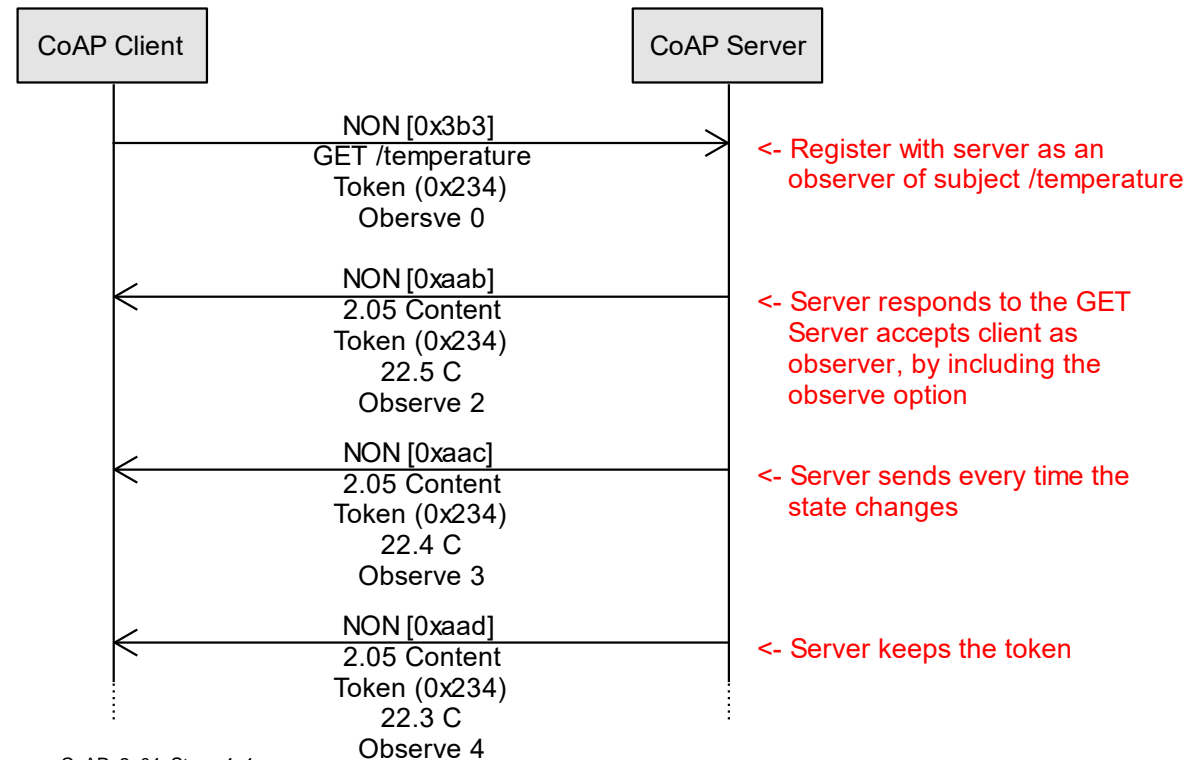 CoAP Client
CoAP Server
NON [0x3b3]
GET /temperature
Token (0x234)
Obersve 0
<- Register with server as an
observer of subject /temperature
NON [0xaab]
2.05 Content
Token (0x234)
22.5 C
Observe 2
<- Server responds to the GET
Server accepts client as
observer, by including the
observe option
NON [0xaac]
2.05 Content
Token (0x234)
22.4 C
Observe 3
<- Server sends every time the
state changes
NON [0xaad]
2.05 Content
Token (0x234)
22.3 C
Observe 4
<- Server keeps the token